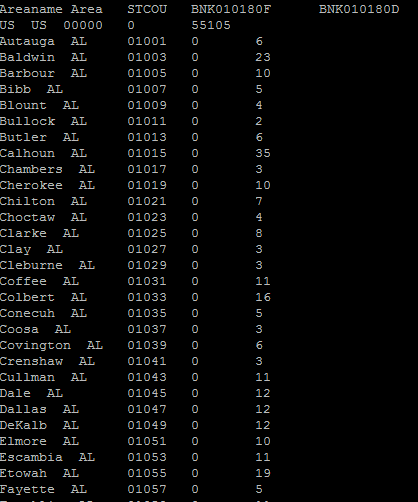 Areaname Area STCOU BNK010180F BNK010180D
US US 00000 0 55105
Autauga AL 01001 0 6
Baldwin AL 01003 0 23
Barbour AL 01005 0 10
Bibb AL 01007 0 5
Blount AL 01009 0 4
Bullock AL 01011 0 2
Butler AL 01013 0 6
Calhoun AL 01015 0 35
Chambers AL 01017 0 3
Cherokee AL 01019 0 10
Chilton AL 01021 0 7
Choctaw AL 01023 0 4
Clarke AL 01025 0 8
Clay AL 01027 0 3
Cleburne AL 01029 0 3
Coffee AL 01031 0 11
Colbert AL 01033 0 16
Conecuh AL 01035 0 5
Coosa AL 01037 0 3
Covington AL 01039 0 6
Crenshaw AL 01041 0 3
Cullman AL 01043 0 11
Dale AL 01045 0 12
Dallas AL 01047 0 12
DeKalb AL 01049 0 12
Elmore AL 01051 0 10
Escambia AL 01053 0 11
Etowah AL 01055 0 19
Fayette AL 01057 0 5